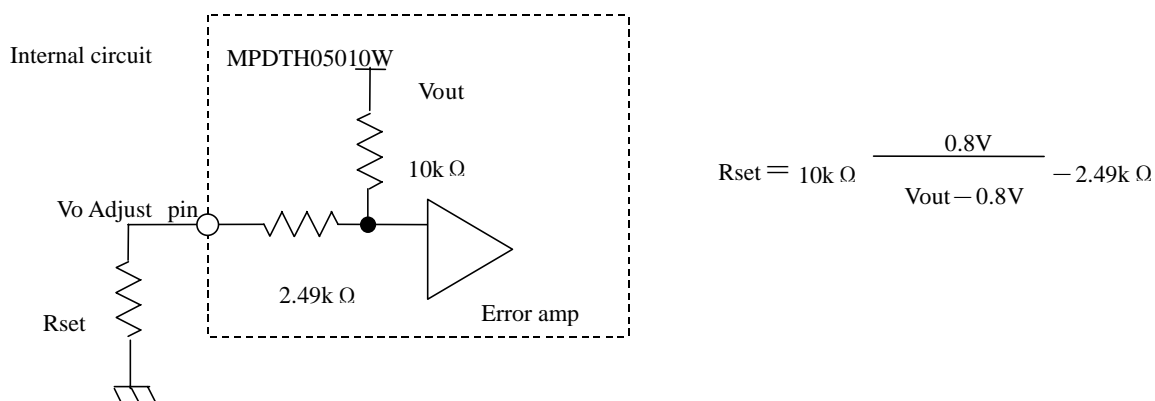 Internal circuit
MPDTH05010W
Vout
10k Ω
Vo Adjust pin
2.49k Ω
Rset
Error amp
0.8V
Rset＝ 10k Ω －2.49k Ω
Vout－0.8V